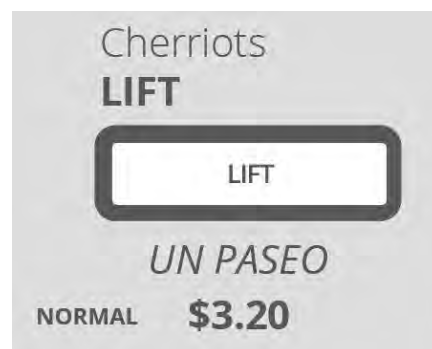 Cherriots
LIFT
LIFT
UN PASEO
NORMAL $3.20